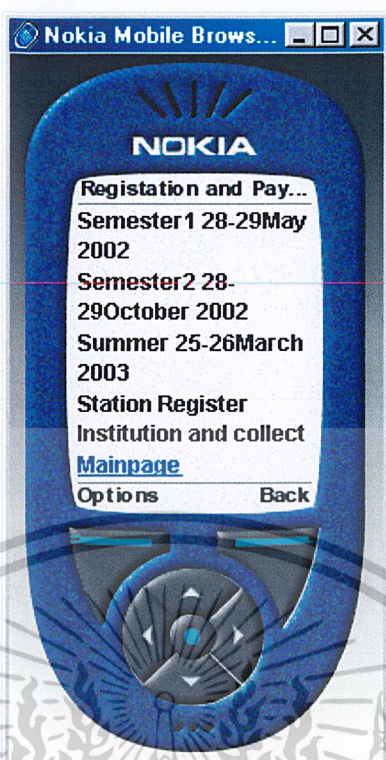 Nokia Mobile Brows...
NOKIA
Registation and Pay...
Semester1 28-29May
2002
Semester2 28-
29October 2002
Summer 25-26March
2003
Station Register
Institution and collect
Mainpage
Options Back